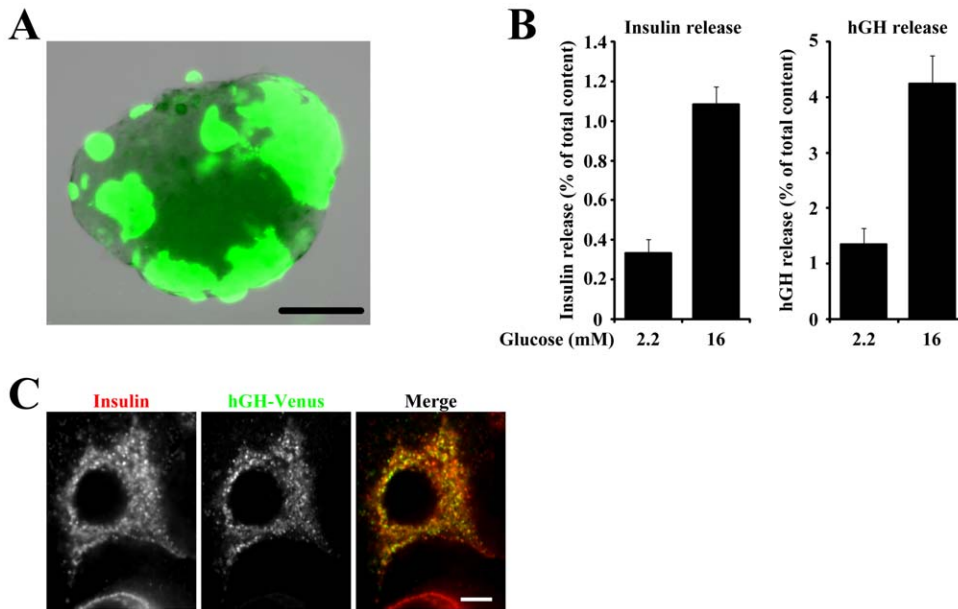 A
B
Insulin release
Insulin release (% of total content)
1.4
1.2
1.0
0.8
0.6
0.4
0.2
0
hGH release
hGH release (% of total content)
5
4
3
2
1
0
Glucose (mM) 2.2 16 2.2 16
C
Insulin hGH-Venus Merge